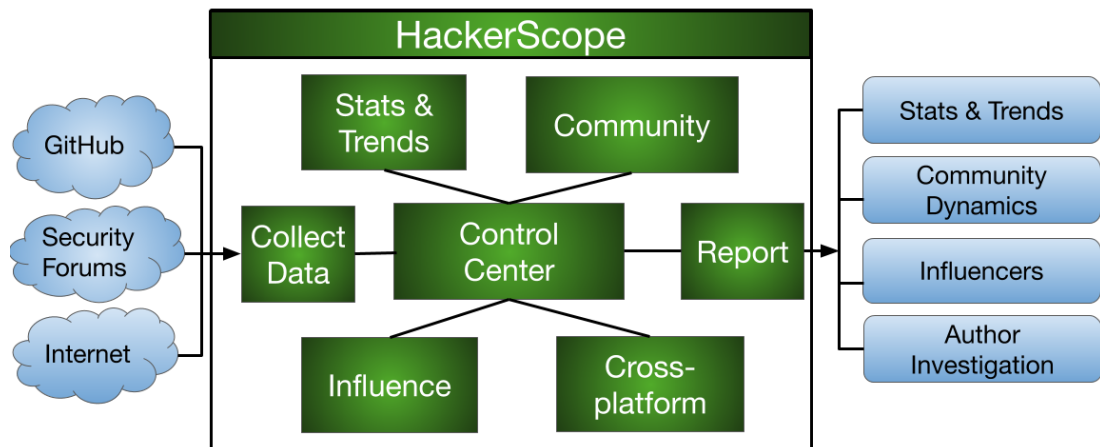 HackerScope
GitHub
Security
Forums
Internet
Stats &
Trends
Community
Collect
Data
Control
Center
Report
Influence
Cross-
platform
Stats & Trends
Community
Dynamics
Influencers
Author
Investigation